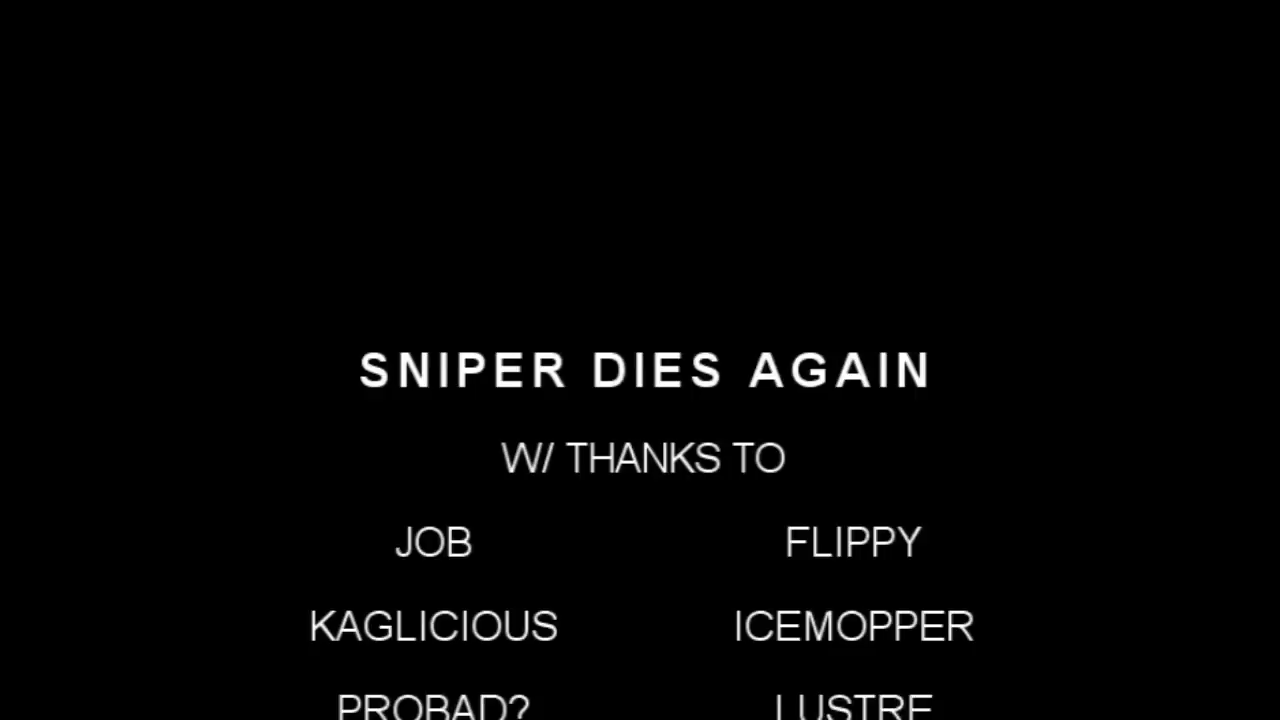 SNIPER DIES AGAIN
W/ THANKS TO
JOB FLIPPY
KAGLICIOUS ICEMOPPER
PROBAD? LUSTRE